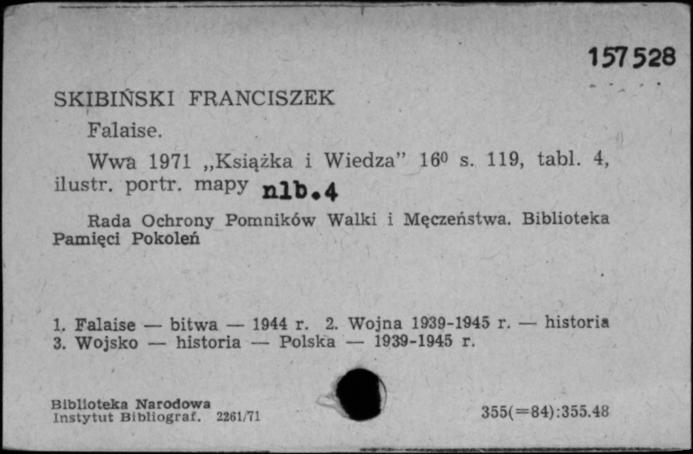 157528
SKIBIŃSKI FRANCISZEK
Falaise.
Wwa 1971 „Książka i Wiedza” 16⁰ s. 119, tabl. 4,
ilustr. portr. mapy nlb.4
Rada Ochrony Pomników Walki i Męczeństwa. Biblioteka
Pamięci Pokoleń
1. Falaise — bitwa — 1944 r. 2. Wojna 1939-1945 r. — historia
3. Wojsko — historia — Polska — 1939-1945 r.
Biblioteka Narodowa
Instytut Bibliograf. 2261/71
355(=84):355.48